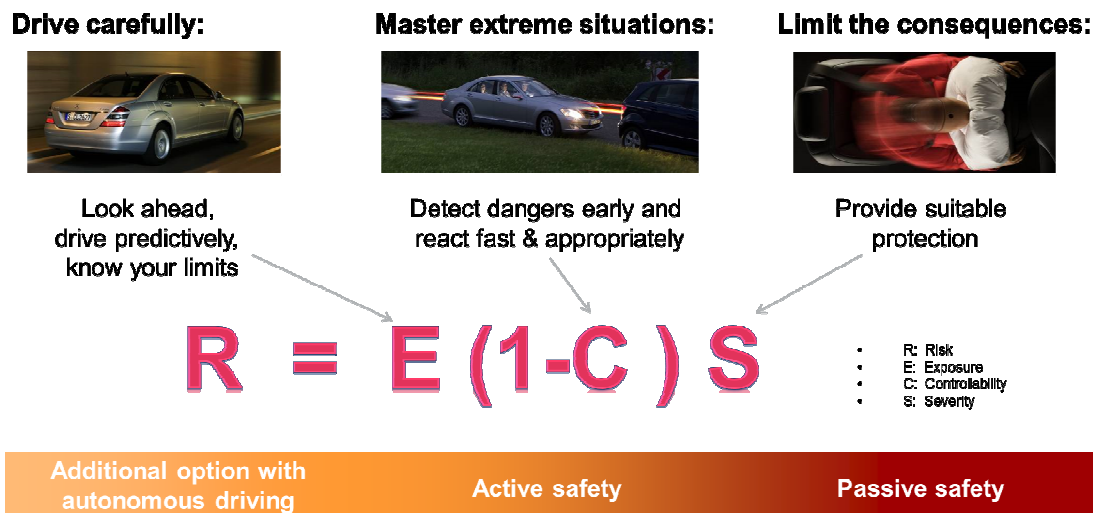 Drive carefully:
Master extreme situations:
Limit the consequences:
Look ahead,
drive predictively,
know your limits
Detect dangers early and
react fast & appropriately
Provide suitable
protection
R = E (1-C ) S
• R: Risk
• E: Exposure
• C: Controllability
• S: Severity
Additional option with
autonomous driving
Active safety
Passive safety